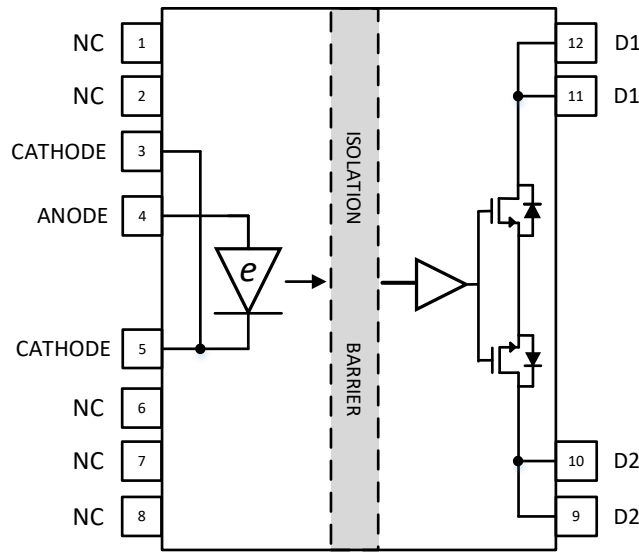 NC 1
NC 2
CATHODE 3
ANODE 4
CATHODE 5
NC 6
NC 7
NC 8
e
ISOLATION BARRIER
12 D1
11 D1
10 D2
9 D2